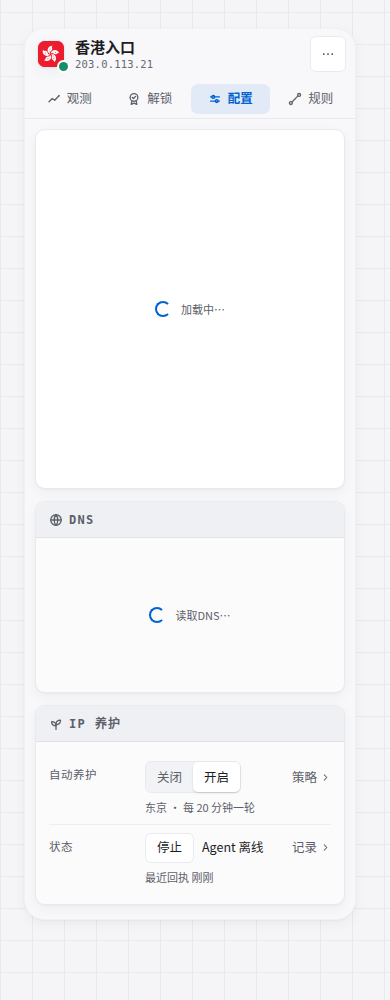 香港入口
203.0.113.21
···
观测 解锁 配置 规则
加载中···
DNS
读取DNS···
IP 养护
自动养护 关闭 开启 策略 ›
东京 · 每 20 分钟一轮
状态 停止 Agent 离线 记录 ›
最近回执 刚刚